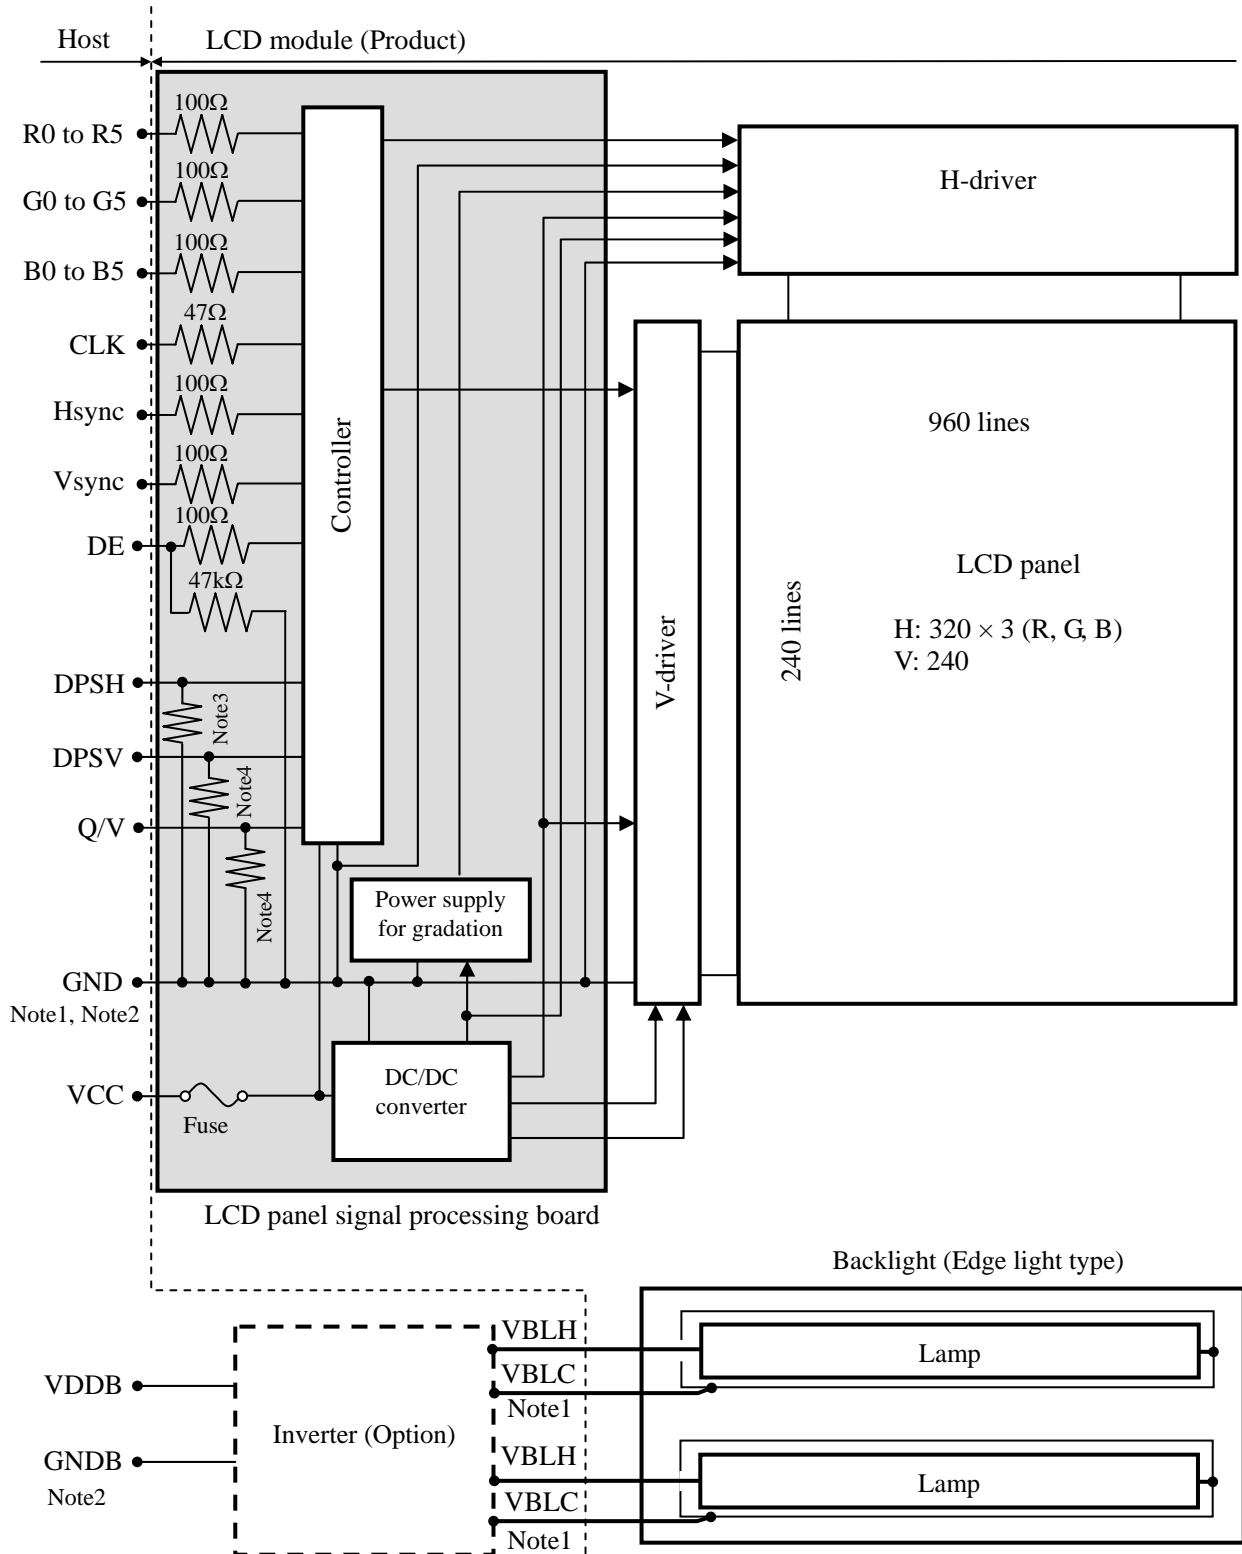 Host
LCD module (Product)
R0 to R5
100Ω
G0 to G5
100Ω
B0 to B5
100Ω
CLK
47Ω
Hsync
100Ω
Vsync
100Ω
DE
100Ω
47kΩ
DPSH
Note3
DPSV
Note4
Q/V
Note4
GND
Note1, Note2
VCC
Fuse
Controller
Power supply
for gradation
DC/DC
converter
LCD panel signal processing board
H-driver
V-driver
960 lines
240 lines
LCD panel
H: 320 × 3 (R, G, B)
V: 240
Backlight (Edge light type)
VDDB
GNDB
Note2
Inverter (Option)
VBLH
VBLC
Note1
Lamp
VBLH
VBLC
Note1
Lamp